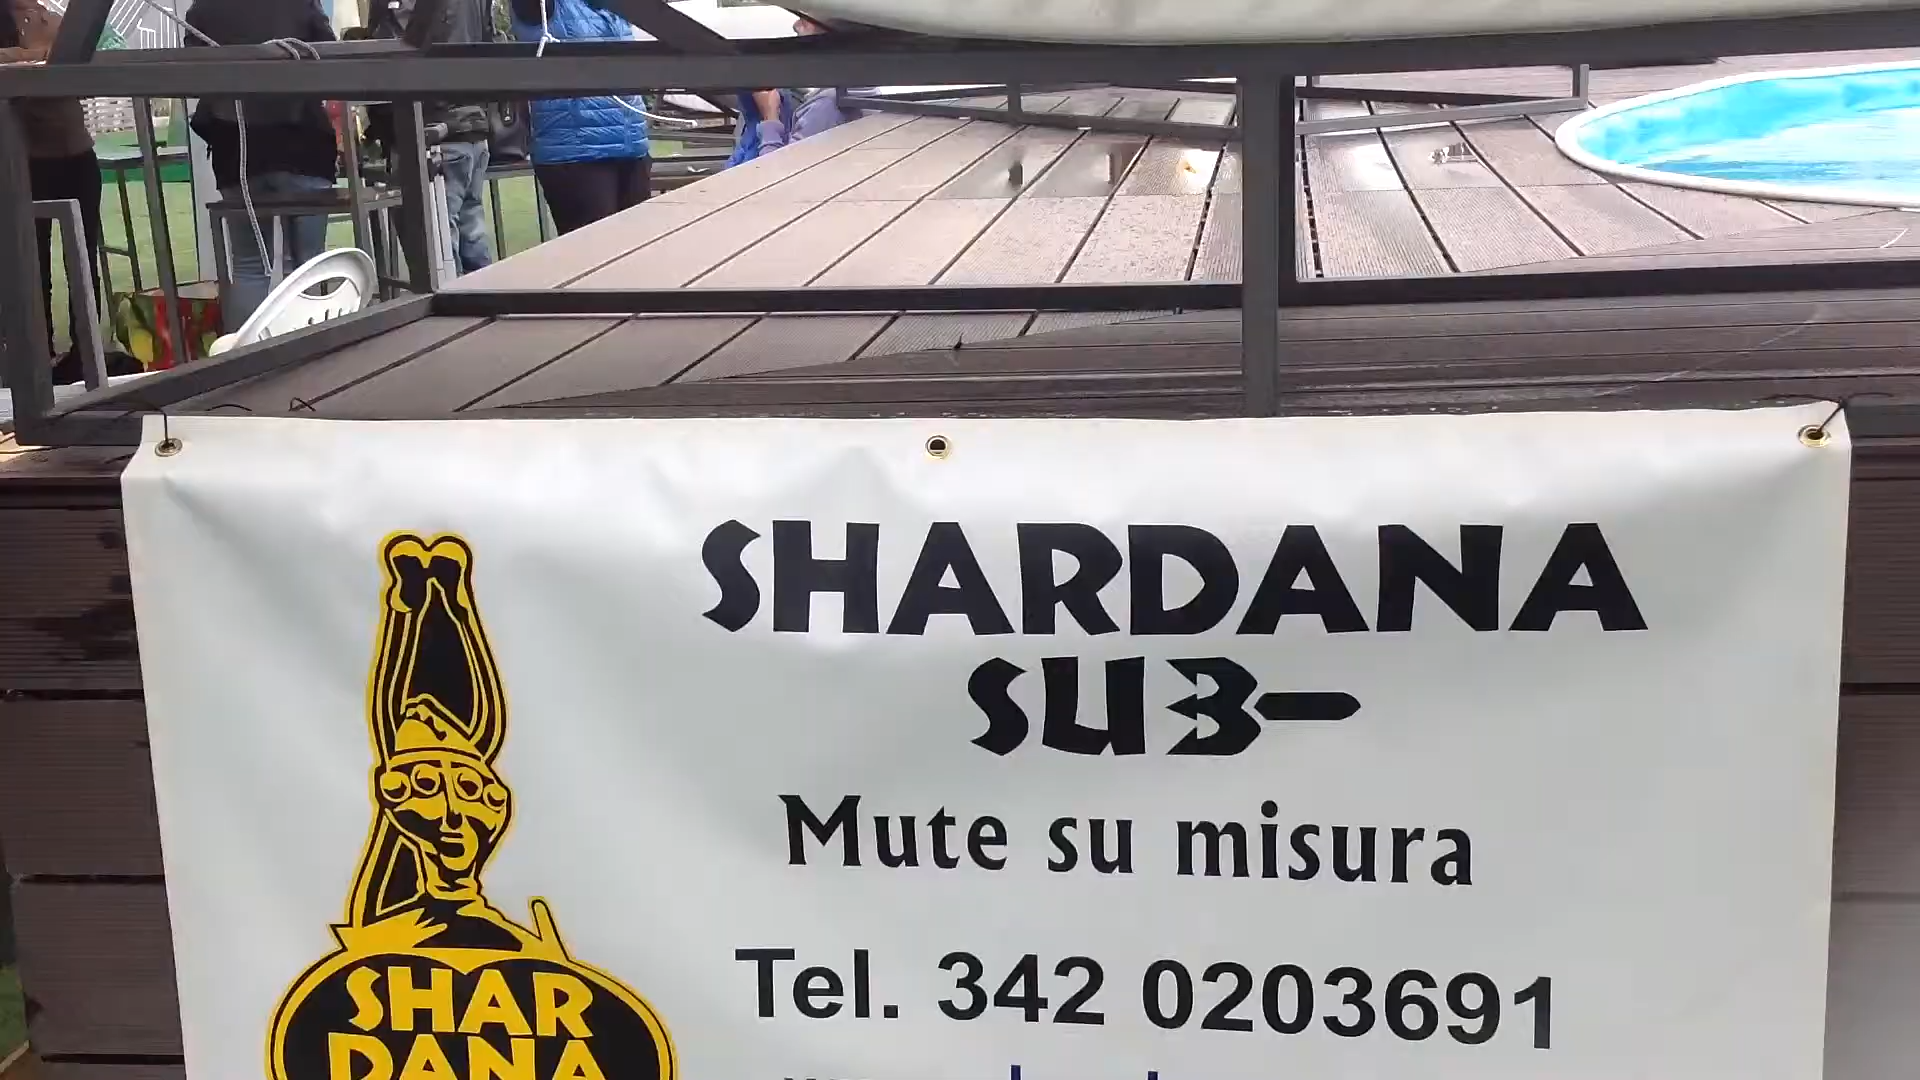 SHARDANA
SUB
Mute su misura
Tel. 342 0203691
SHAR
DANA